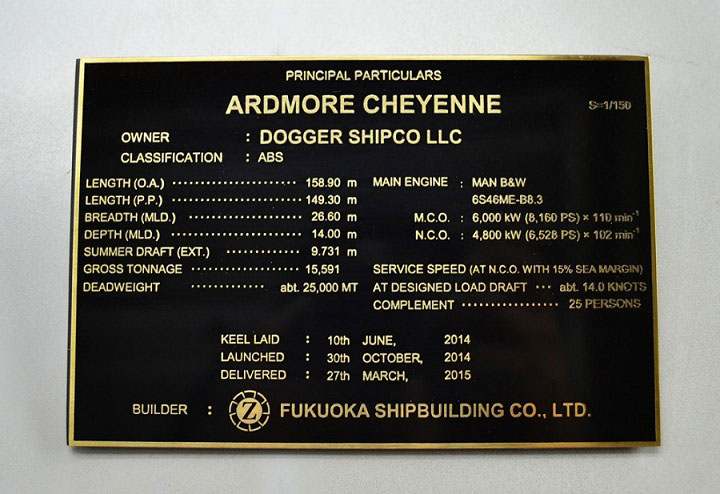 PRINCIPAL PARTICULARS
ARDMORE CHEYENNE
S=1/150
OWNER : DOGGER SHIPCO LLC
CLASSIFICATION : ABS
LENGTH (O.A.) ···················· 158.90 m
LENGTH (P.P.) ···················· 149.30 m
BREADTH (MLD.) ················ 26.60 m
DEPTH (MLD.) ···················· 14.00 m
SUMMER DRAFT (EXT.) ············ 9.731 m
GROSS TONNAGE ················ 15,591
DEADWEIGHT ·············· abt. 25,000 MT
MAIN ENGINE : MAN B&W
6S46ME-B8.3
M.C.O. : 6,000 kW (8,160 PS) × 110 min⁻¹
N.C.O. : 4,800 kW (6,528 PS) × 102 min⁻¹
SERVICE SPEED (AT N.C.O. WITH 15% SEA MARGIN)
AT DESIGNED LOAD DRAFT ··· abt. 14.0 KNOTS
COMPLEMENT ················ 25 PERSONS
KEEL LAID : 10th JUNE, 2014
LAUNCHED : 30th OCTOBER, 2014
DELIVERED : 27th MARCH, 2015
BUILDER : Z FUKUOKA SHIPBUILDING CO., LTD.